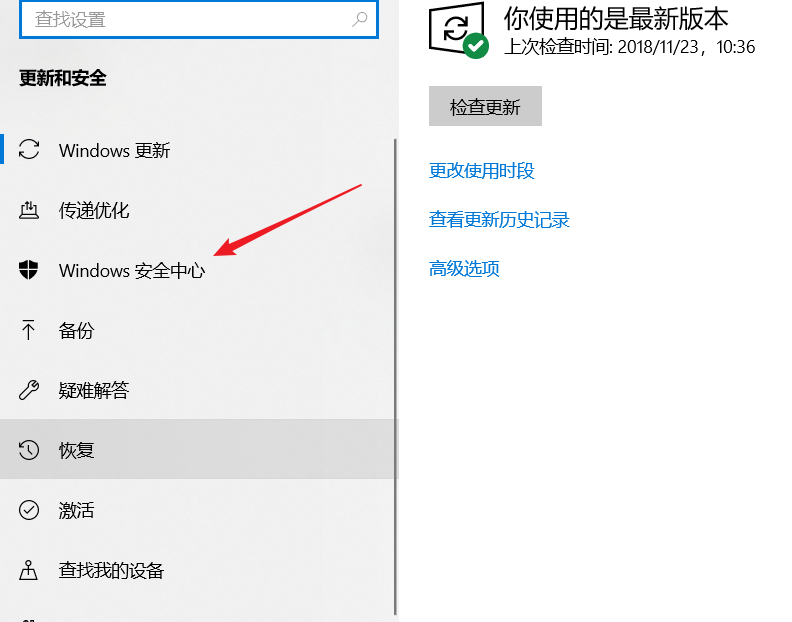 查找设置
更新和安全
Windows 更新
传递优化
Windows 安全中心
备份
疑难解答
恢复
激活
查找我的设备
你使用的是最新版本
上次检查时间: 2018/11/23，10:36
检查更新
更改使用时段
查看更新历史记录
高级选项